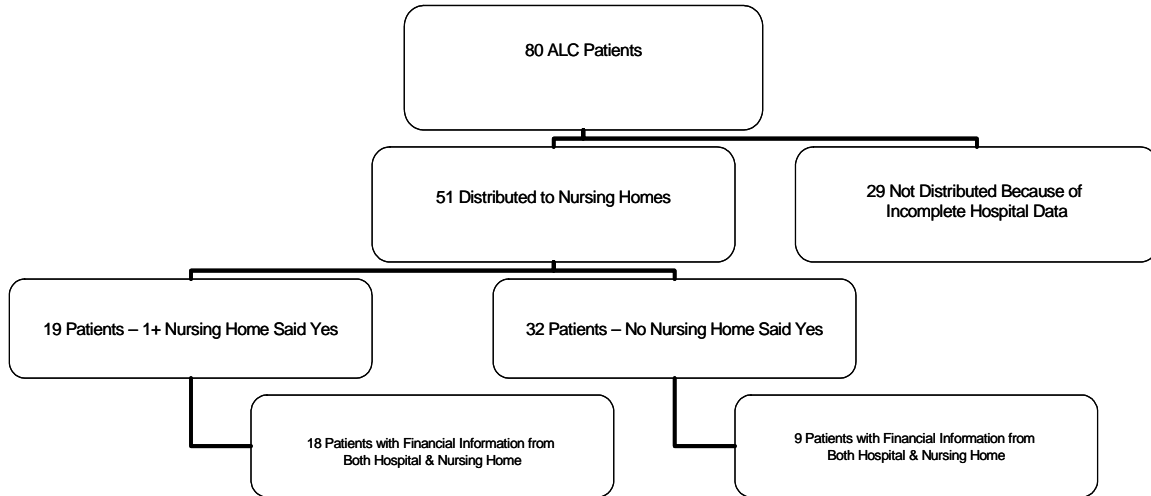 80 ALC Patients
51 Distributed to Nursing Homes
29 Not Distributed Because of
Incomplete Hospital Data
19 Patients – 1+ Nursing Home Said Yes
32 Patients – No Nursing Home Said Yes
18 Patients with Financial Information from
Both Hospital & Nursing Home
9 Patients with Financial Information from
Both Hospital & Nursing Home